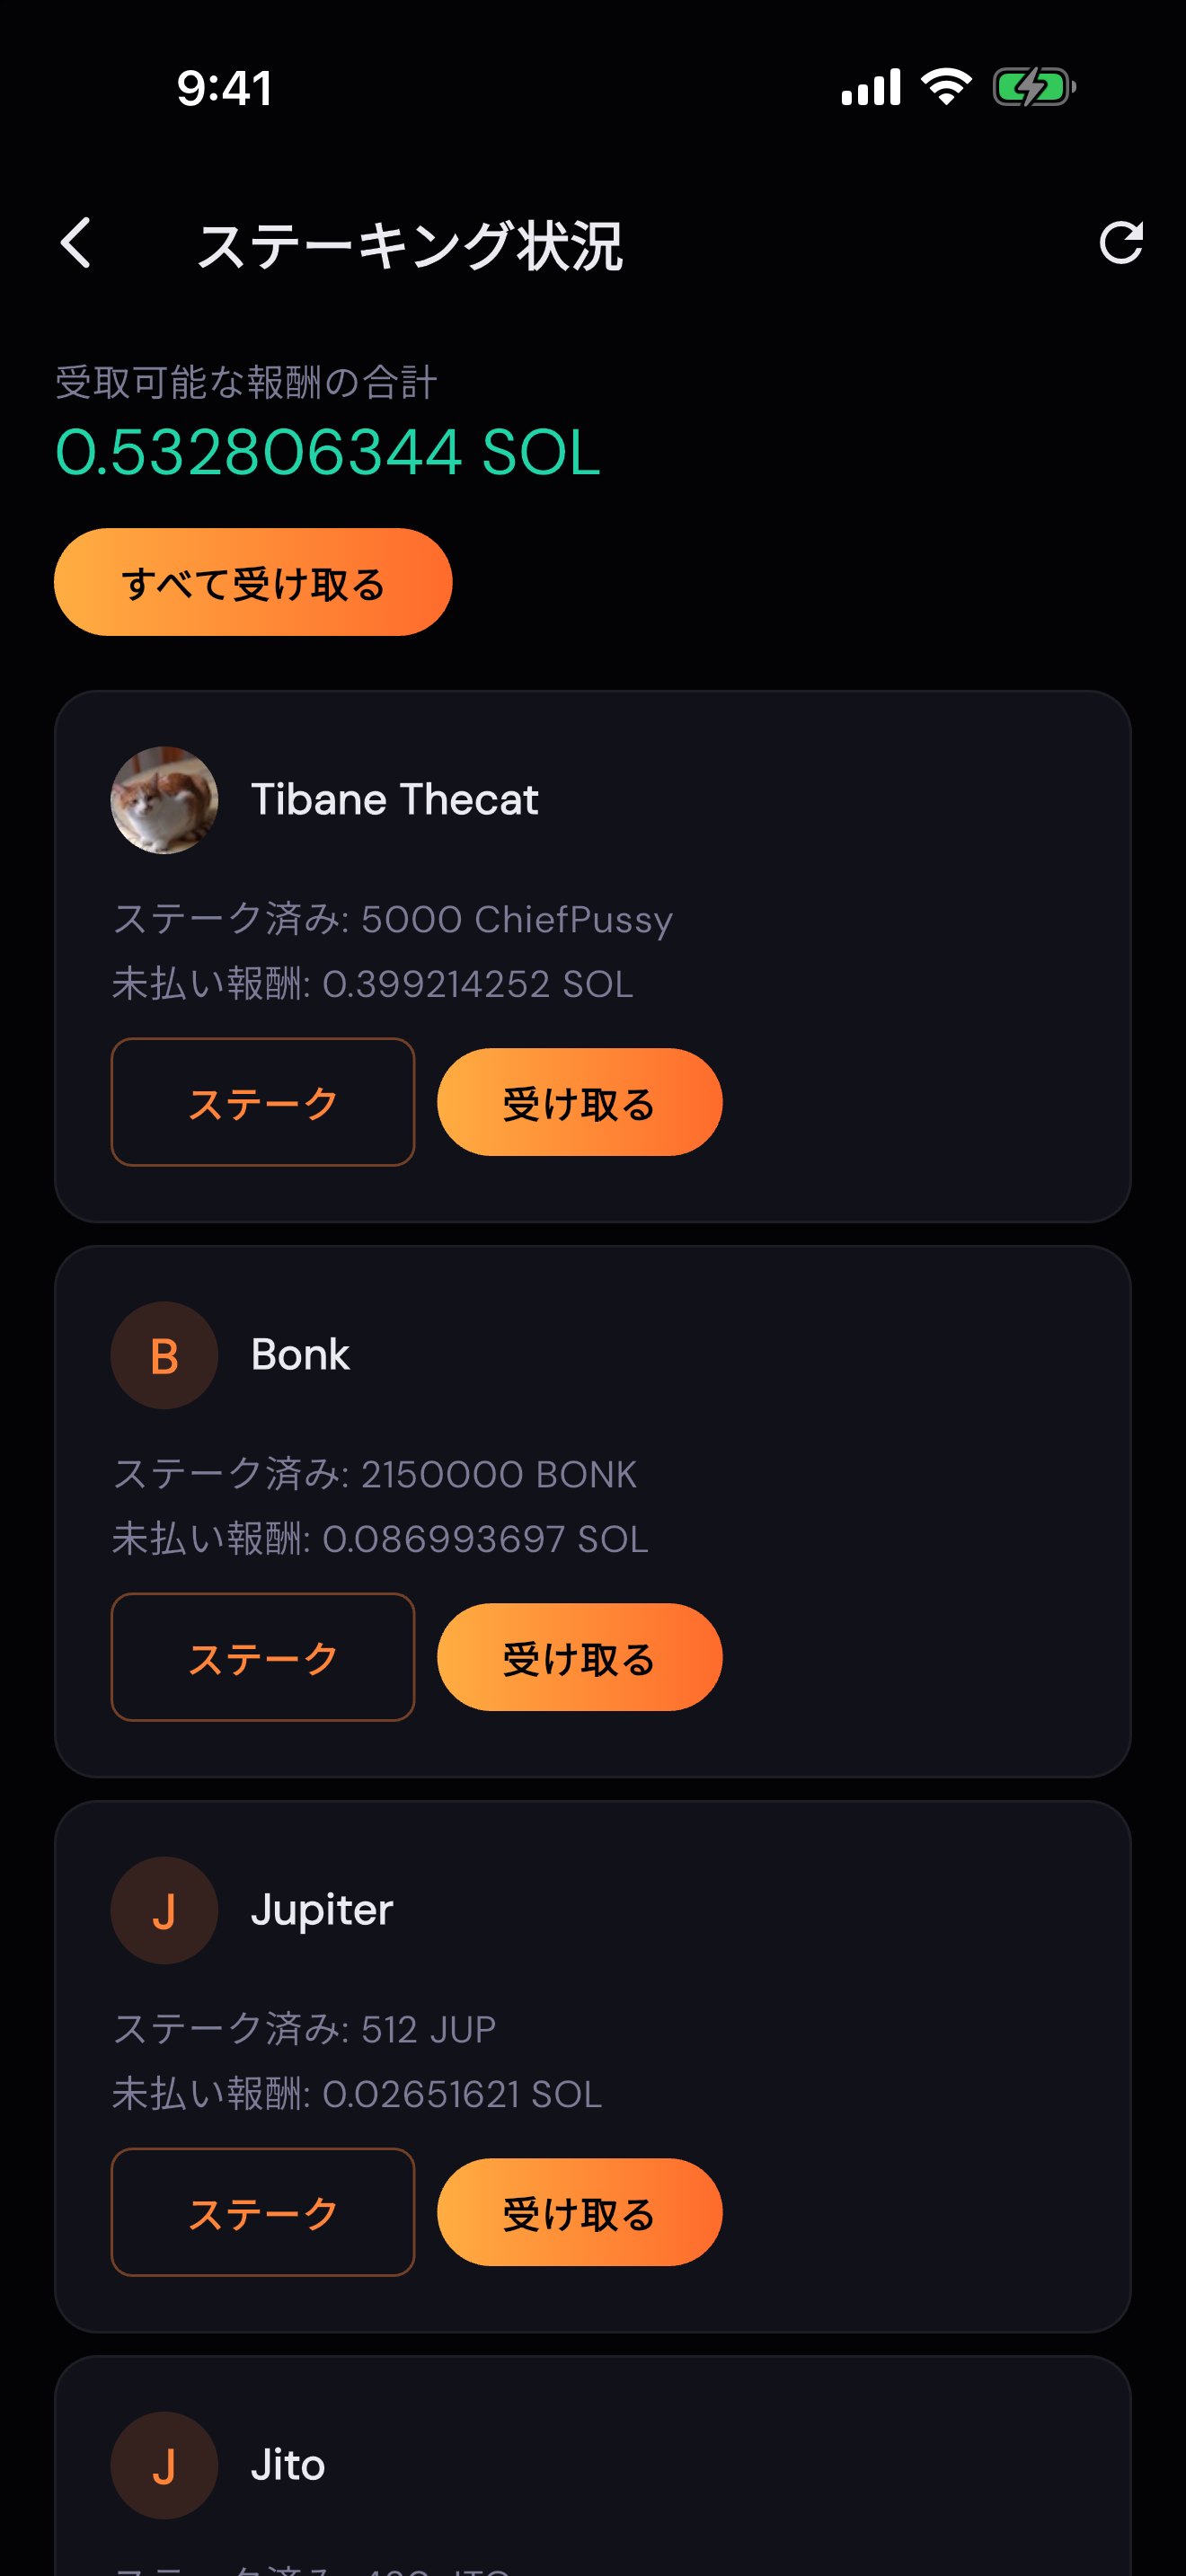 9:41
ステーキング状況
受取可能な報酬の合計
0.532806344 SOL
すべて受け取る
Tibane Thecat
ステーク済み: 5000 ChiefPussy
未払い報酬: 0.399214252 SOL
ステーク 受け取る
B Bonk
ステーク済み: 2150000 BONK
未払い報酬: 0.086993697 SOL
ステーク 受け取る
J Jupiter
ステーク済み: 512 JUP
未払い報酬: 0.02651621 SOL
ステーク 受け取る
J Jito